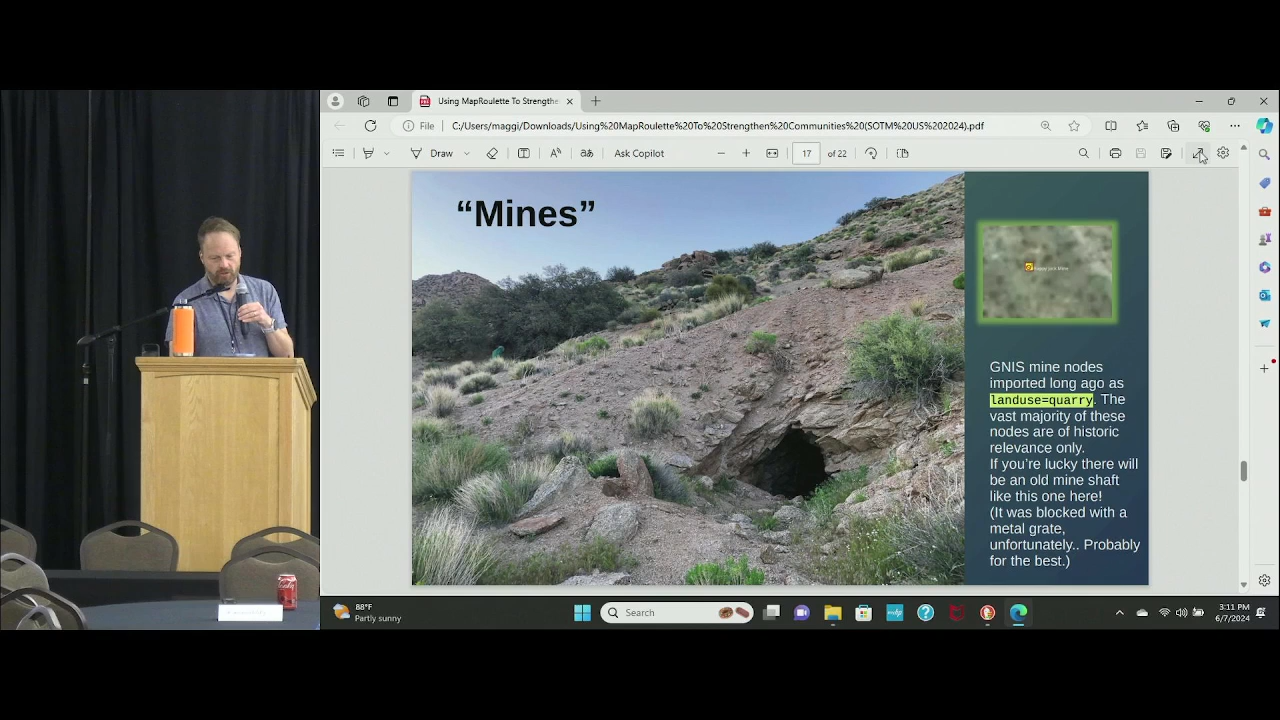 Using MapRoulette To Strengthe
File
C:/Users/maggi/Downloads/Using%20MapRoulette%20To%20Strengthen%20Communities%20(SOTM%20US%202024).pdf
Draw
Ask Copilot
17 of 22
“Mines”
Happy Jack Mine
GNIS mine nodes
imported long ago as
landuse=quarry. The
vast majority of these
nodes are of historic
relevance only.
If you’re lucky there will
be an old mine shaft
like this one here!
(It was blocked with a
metal grate,
unfortunately.. Probably
for the best.)
88°F
Partly sunny
Search
3:11 PM
6/7/2024